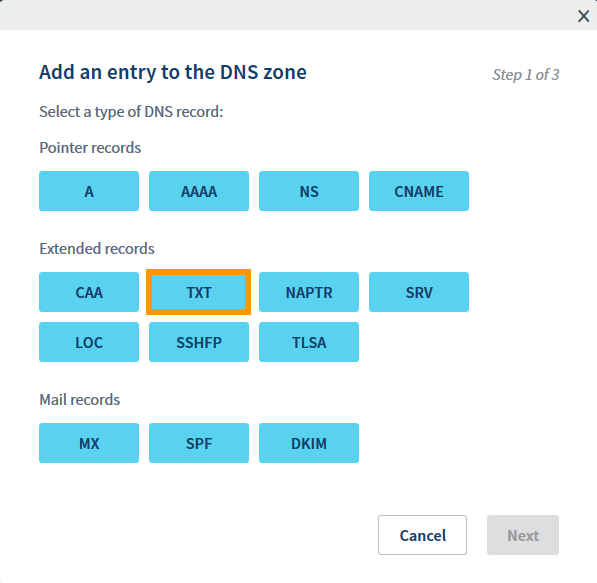 Add an entry to the DNS zone
Step 1 of 3
Select a type of DNS record:
Pointer records
A AAAA NS CNAME
Extended records
CAA TXT NAPTR SRV
LOC SSHFP TLSA
Mail records
MX SPF DKIM
Cancel Next